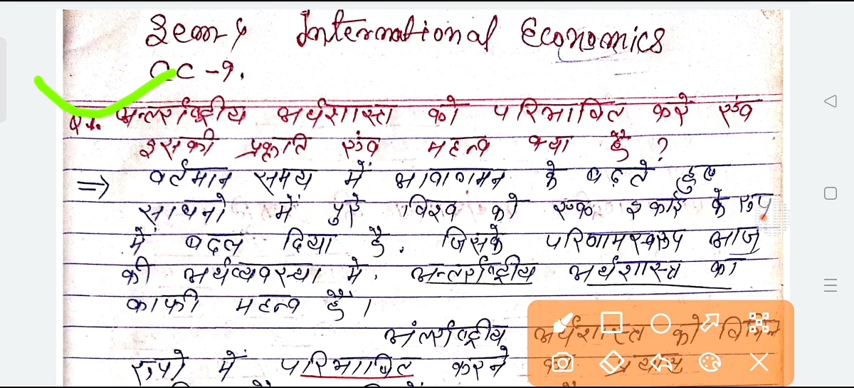 Sem 4 International Economics
CC-9.
Q1. अन्तर्राष्ट्रीय अर्थशास्त्र को परिभाषित करें एंव
इसकी प्रकृति एंव महत्व क्या है ?
⇒ वर्तमान समय में आवागमन के बढ़ते हुए
साधनो में पुरे विश्व को एक इकाई के रूप
में बदल दिया है. जिसके परिणामस्वरूप आज
की अर्थव्यवस्था में. अन्तर्राष्ट्रीय अर्थशास्त्र का
काफी महत्व है।
अंतर्राष्ट्रीय अर्थशास्त्र को
रूपो में परिभाषित करने